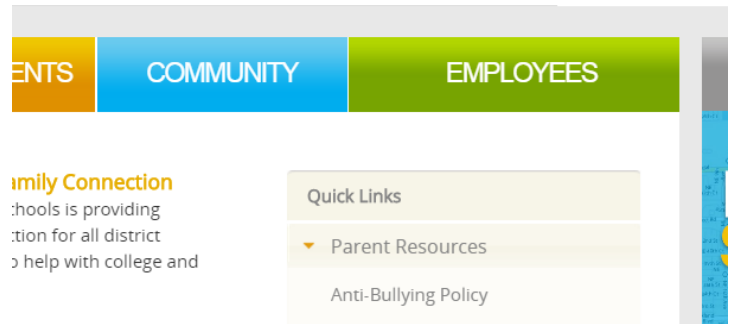 ENTS
COMMUNITY
EMPLOYEES
amily Connection
chools is providing
ction for all district
o help with college and
Quick Links
Parent Resources
Anti-Bullying Policy